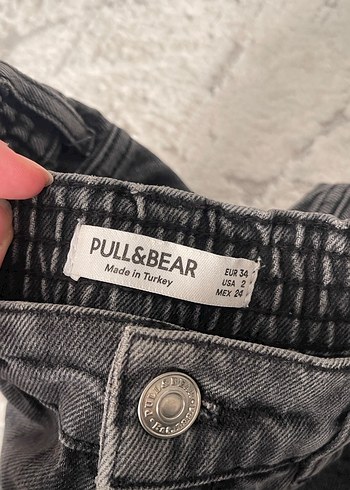 PULL&BEAR
Made in Turkey
EUR 34
USA 2
MEX 24
PULL&BEAR